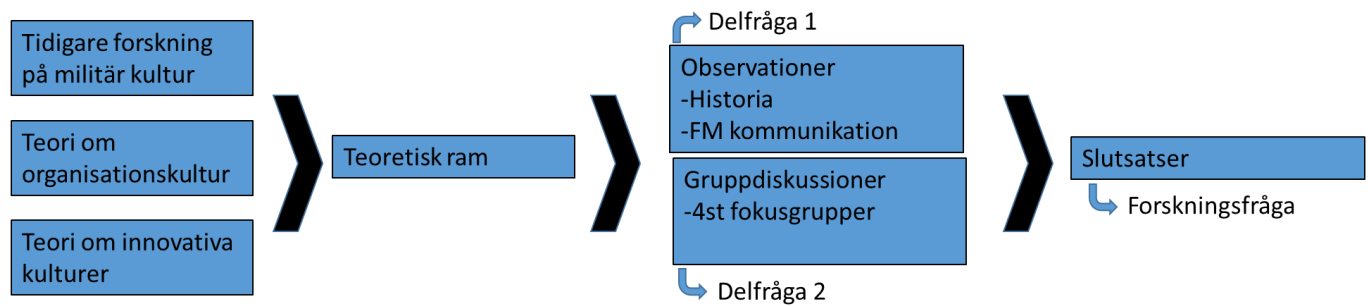 Tidigare forskning
på militär kultur
Teori om
organisationskultur
Teori om innovativa
kulturer
Teoretisk ram
Delfråga 1
Observationer
-Historia
-FM kommunikation
Gruppdiskussioner
-4st fokusgrupper
Delfråga 2
Slutsatser
Forskningsfråga